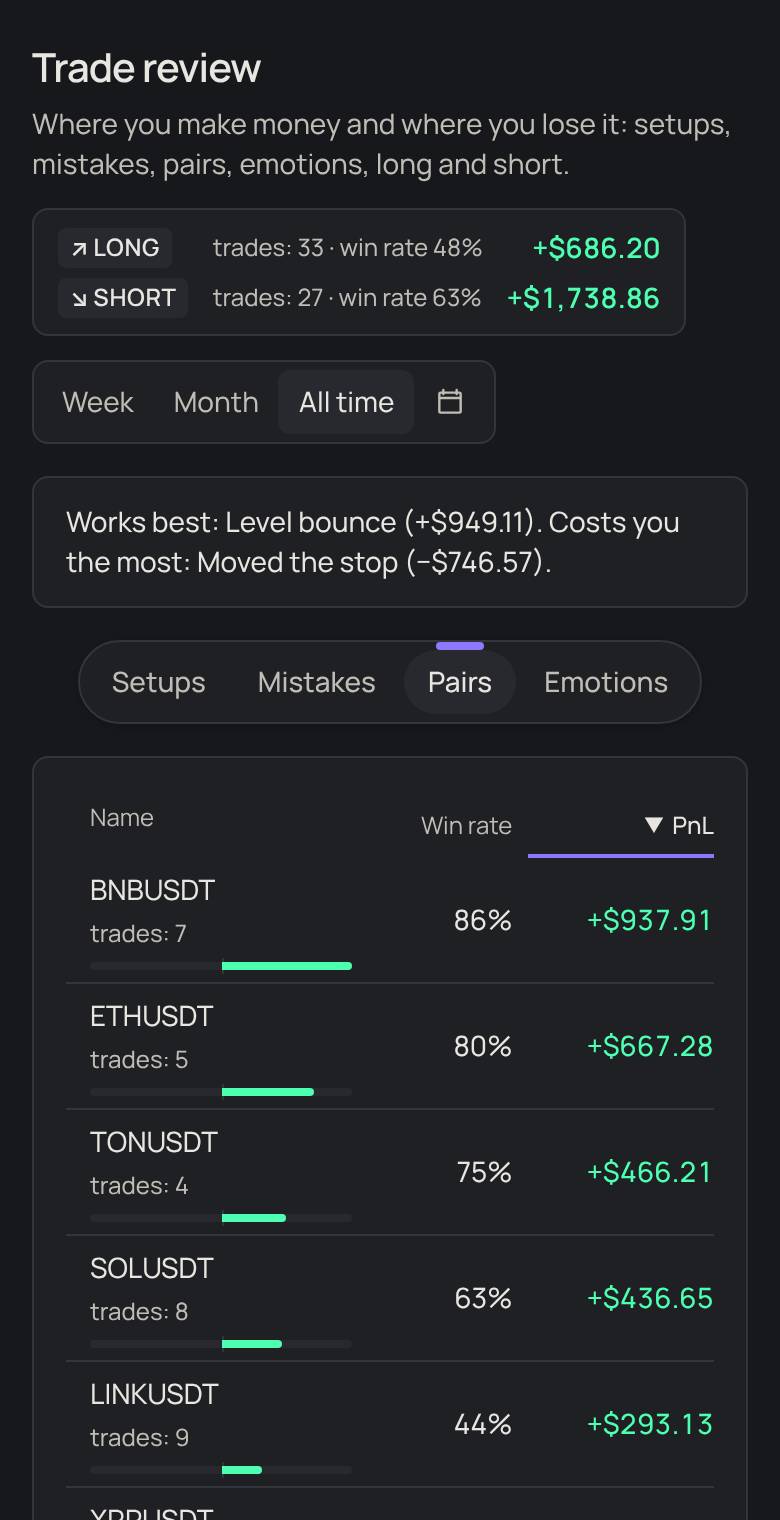 Trade review
Where you make money and where you lose it: setups,
mistakes, pairs, emotions, long and short.
↗ LONG trades: 33 · win rate 48% +$686.20
↘ SHORT trades: 27 · win rate 63% +$1,738.86
Week Month All time
Works best: Level bounce (+$949.11). Costs you
the most: Moved the stop (−$746.57).
Setups Mistakes Pairs Emotions
Name Win rate ▼ PnL
BNBUSDT
trades: 7 86% +$937.91
ETHUSDT
trades: 5 80% +$667.28
TONUSDT
trades: 4 75% +$466.21
SOLUSDT
trades: 8 63% +$436.65
LINKUSDT
trades: 9 44% +$293.13